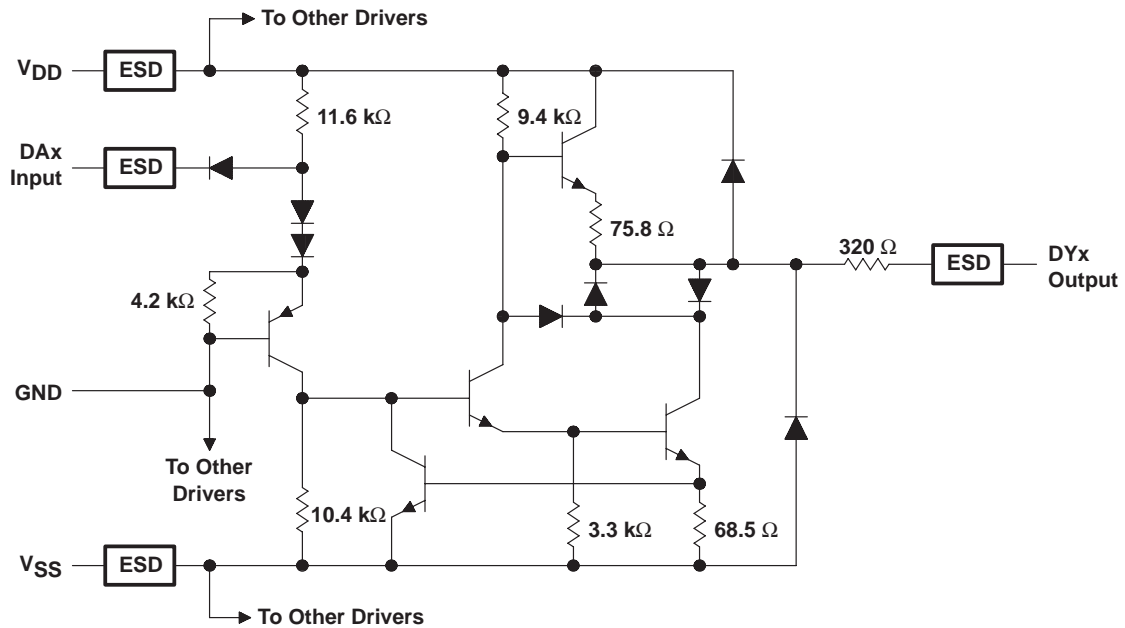 To Other Drivers
VDD
ESD
11.6 kΩ
9.4 kΩ
DAx
Input
ESD
75.8 Ω
320 Ω
ESD
DYx
Output
4.2 kΩ
GND
To Other
Drivers
10.4 kΩ
3.3 kΩ
68.5 Ω
VSS
ESD
To Other Drivers